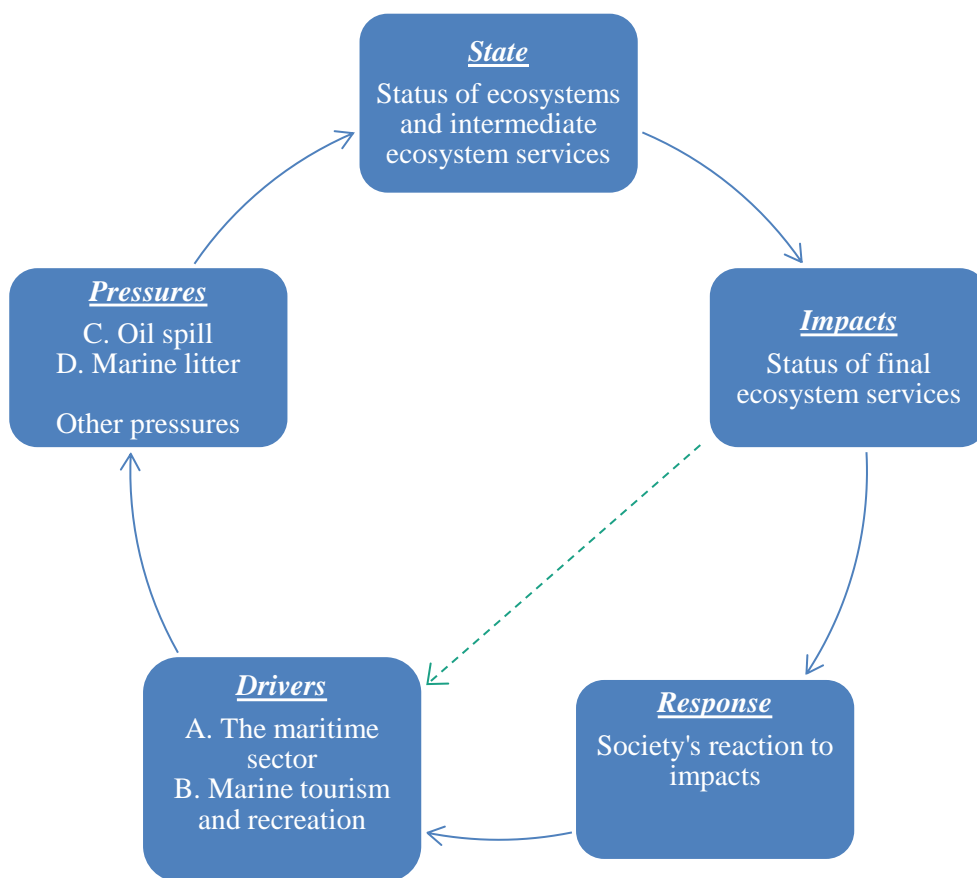 State
Status of ecosystems
and intermediate
ecosystem services
Pressures
C. Oil spill
D. Marine litter
Other pressures
Impacts
Status of final
ecosystem services
Drivers
A. The maritime
sector
B. Marine tourism
and recreation
Response
Society's reaction to
impacts